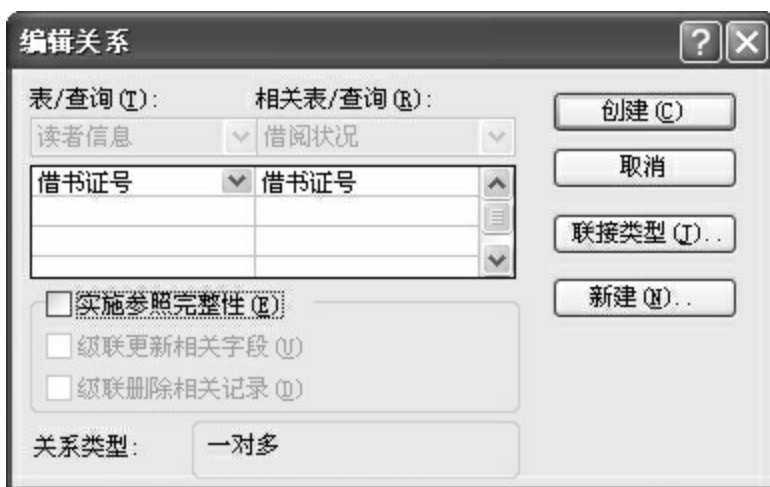 编辑关系
表/查询(T): 相关表/查询(R):
读者信息 借阅状况
借书证号 借书证号
实施参照完整性(E)
级联更新相关字段(U)
级联删除相关记录(D)
关系类型: 一对多
创建(C)
取消
联接类型(J)..
新建(N)..